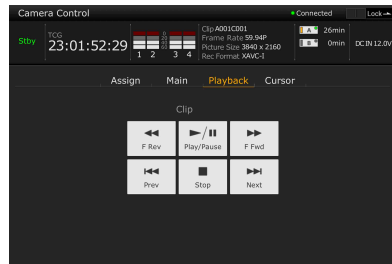 Camera Control
Connected
Lock
Stby
TCG
23:01:52:29
1 2 3 4
Clip A001C001
Frame Rate 59.94P
Picture Size 3840 x 2160
Rec Format XAVC-I
A 26min
B 0min
DC IN 12.0V
Assign Main Playback Cursor
Clip
F Rev Play/Pause F Fwd
Prev Stop Next